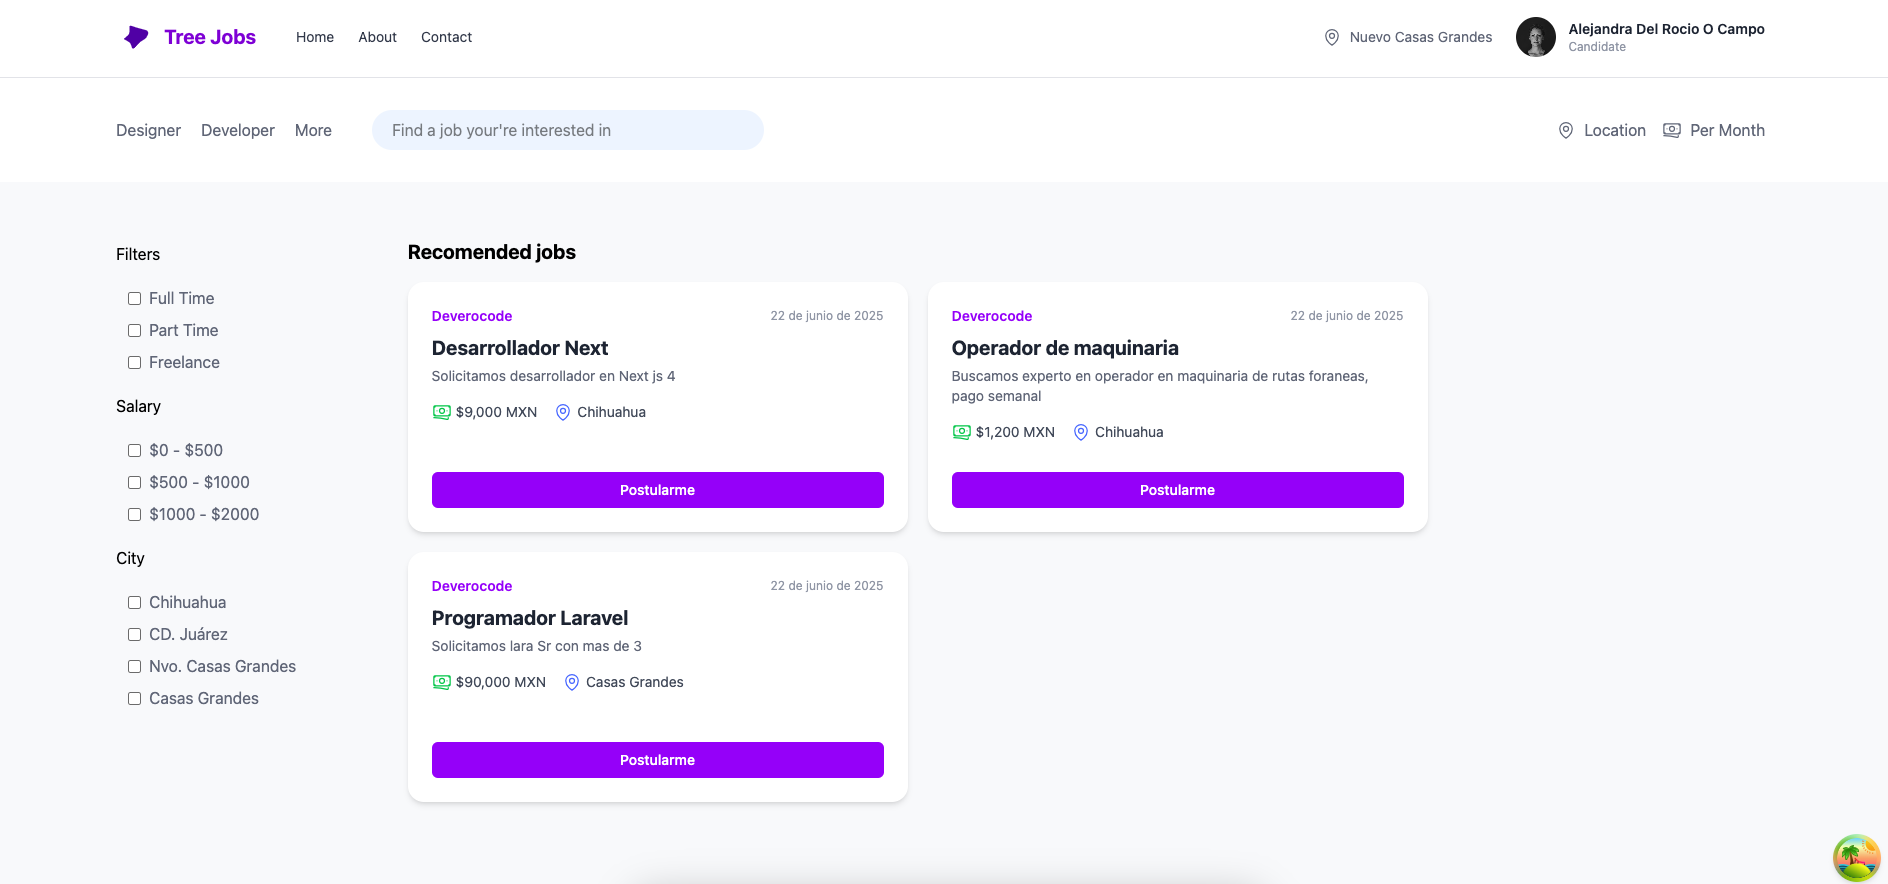 Tree Jobs
Home
About
Contact
Nuevo Casas Grandes
Alejandra Del Rocio O Campo
Candidate
Designer
Developer
More
Find a job your're interested in
Location
Per Month
Filters
Full Time
Part Time
Freelance
Salary
$0 - $500
$500 - $1000
$1000 - $2000
City
Chihuahua
CD. Juárez
Nvo. Casas Grandes
Casas Grandes
Recomended jobs
Deverocode
22 de junio de 2025
Desarrollador Next
Solicitamos desarrollador en Next js 4
$9,000 MXN
Chihuahua
Postularme
Deverocode
22 de junio de 2025
Operador de maquinaria
Buscamos experto en operador en maquinaria de rutas foraneas,
pago semanal
$1,200 MXN
Chihuahua
Postularme
Deverocode
22 de junio de 2025
Programador Laravel
Solicitamos lara Sr con mas de 3
$90,000 MXN
Casas Grandes
Postularme